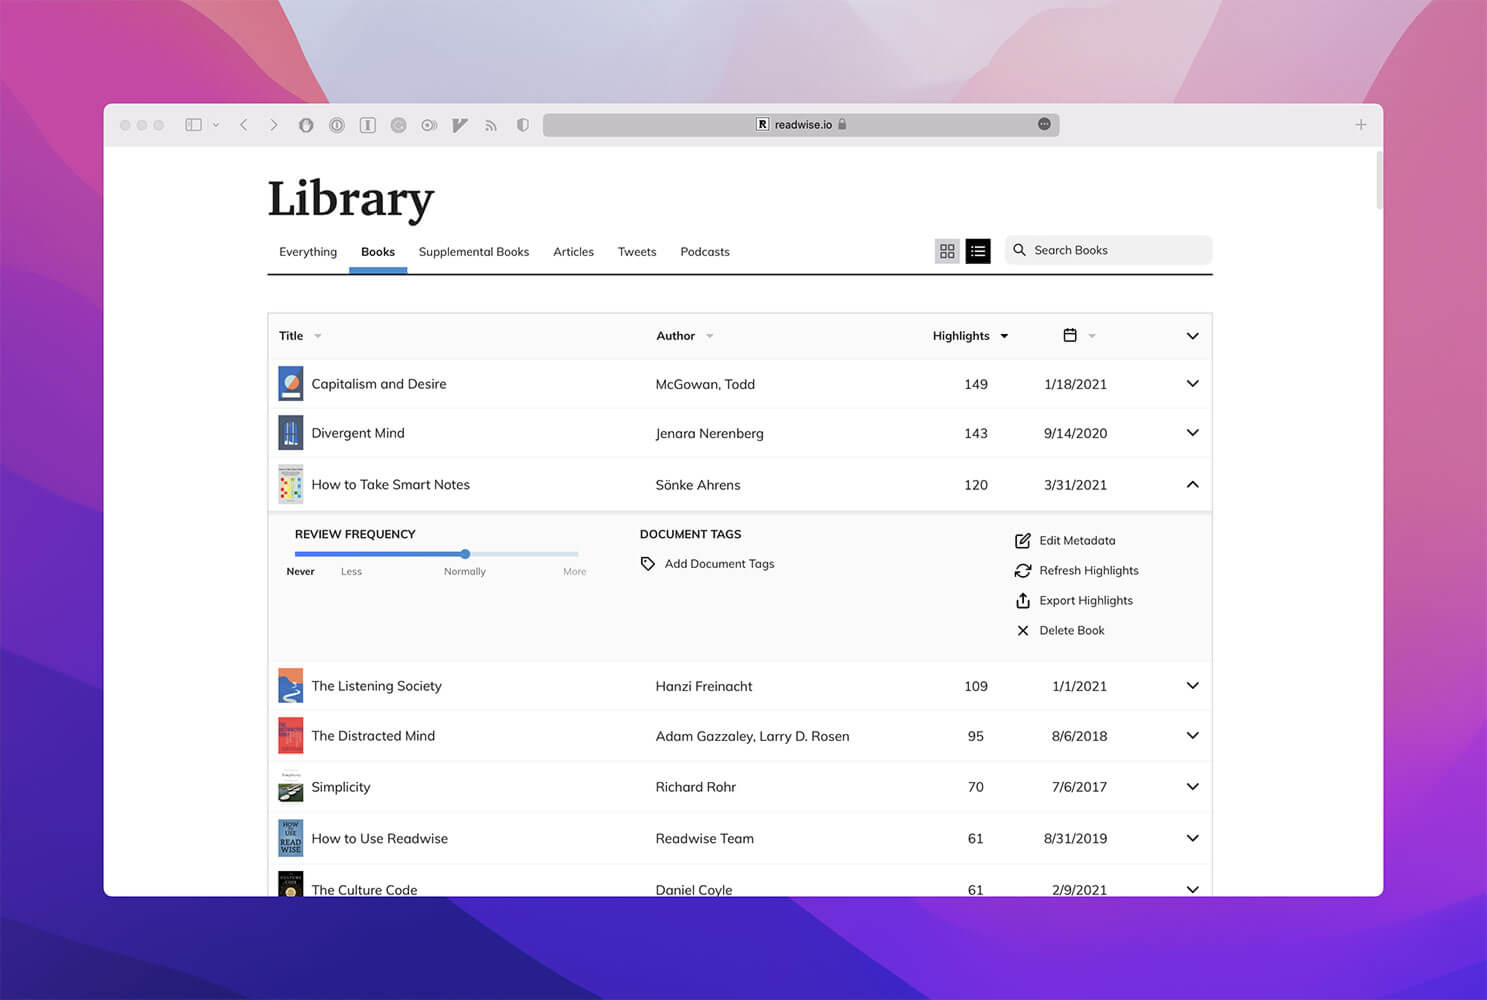 readwise.io
Library
Everything Books Supplemental Books Articles Tweets Podcasts Search Books
Title Author Highlights
Capitalism and Desire McGowan, Todd 149 1/18/2021
Divergent Mind Jenara Nerenberg 143 9/14/2020
How to Take Smart Notes Sönke Ahrens 120 3/31/2021
REVIEW FREQUENCY DOCUMENT TAGS
Never Less Normally More
Add Document Tags
Edit Metadata
Refresh Highlights
Export Highlights
Delete Book
The Listening Society Hanzi Freinacht 109 1/1/2021
The Distracted Mind Adam Gazzaley, Larry D. Rosen 95 8/6/2018
Simplicity Richard Rohr 70 7/6/2017
HOW TO USE READ WISE
How to Use Readwise Readwise Team 61 8/31/2019
The Culture Code Daniel Coyle 61 2/9/2021